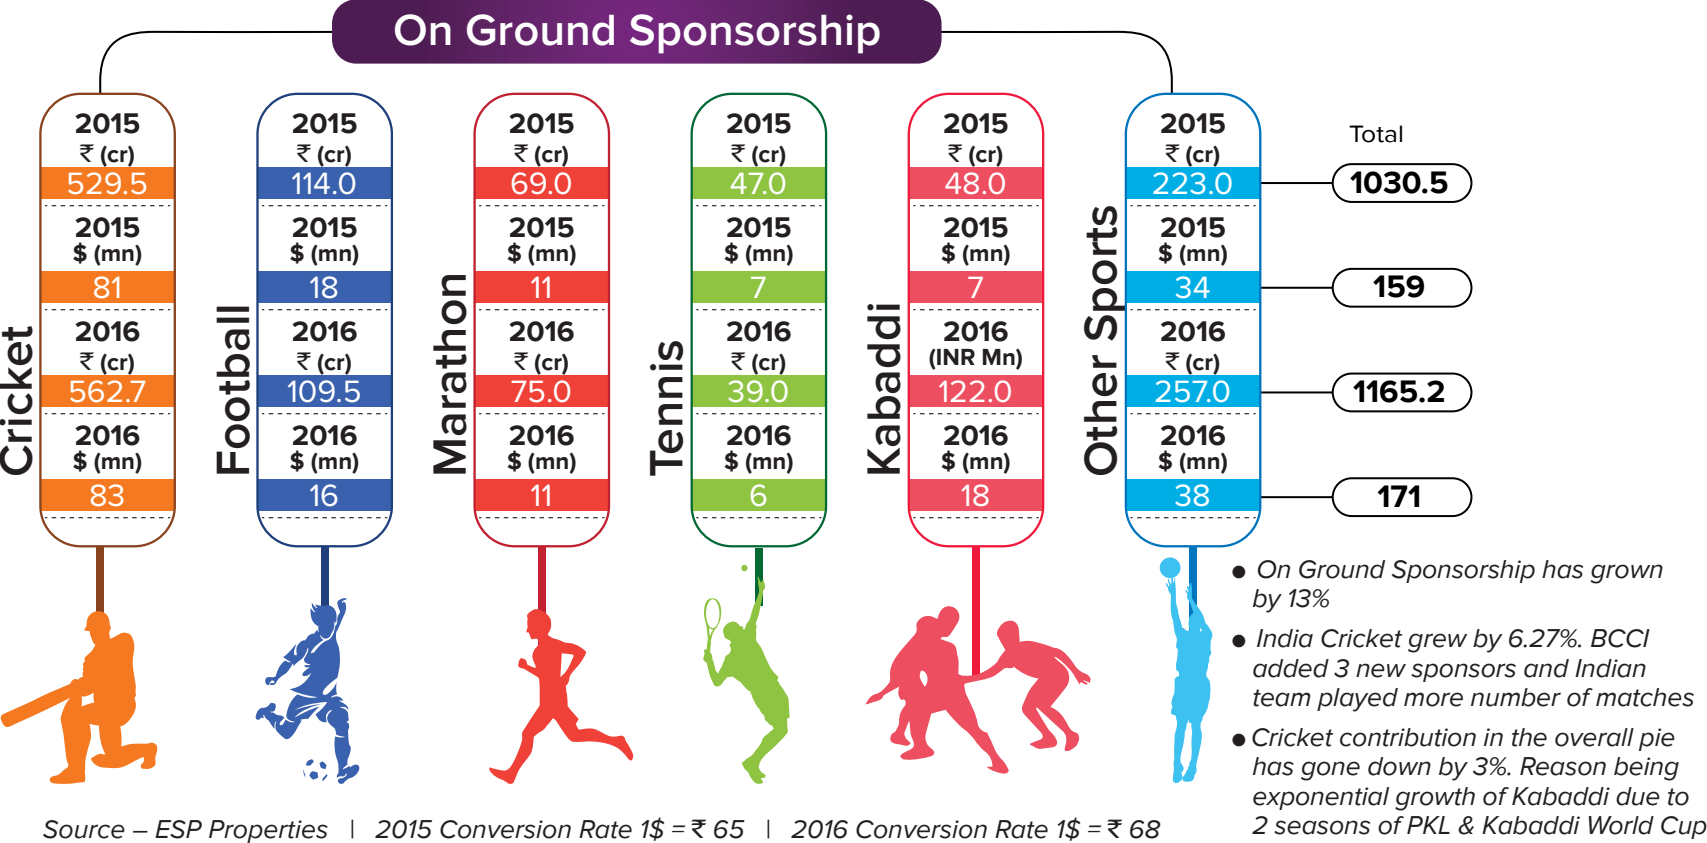 On Ground Sponsorship
Cricket
2015
₹ (cr)
529.5
2015
$ (mn)
81
2016
₹ (cr)
562.7
2016
$ (mn)
83
Football
2015
₹ (cr)
114.0
2015
$ (mn)
18
2016
₹ (cr)
109.5
2016
$ (mn)
16
Marathon
2015
₹ (cr)
69.0
2015
$ (mn)
11
2016
₹ (cr)
75.0
2016
$ (mn)
11
Tennis
2015
₹ (cr)
47.0
2015
$ (mn)
7
2016
₹ (cr)
39.0
2016
$ (mn)
6
Kabaddi
2015
₹ (cr)
48.0
2015
$ (mn)
7
2016
(INR Mn)
122.0
2016
$ (mn)
18
Other Sports
2015
₹ (cr)
223.0
2015
$ (mn)
34
2016
₹ (cr)
257.0
2016
$ (mn)
38
Total
1030.5
159
1165.2
171
● On Ground Sponsorship has grown
by 13%
● India Cricket grew by 6.27%. BCCI
added 3 new sponsors and Indian
team played more number of matches
● Cricket contribution in the overall pie
has gone down by 3%. Reason being
exponential growth of Kabaddi due to
2 seasons of PKL & Kabaddi World Cup
Source – ESP Properties | 2015 Conversion Rate 1$ = ₹ 65 | 2016 Conversion Rate 1$ = ₹ 68